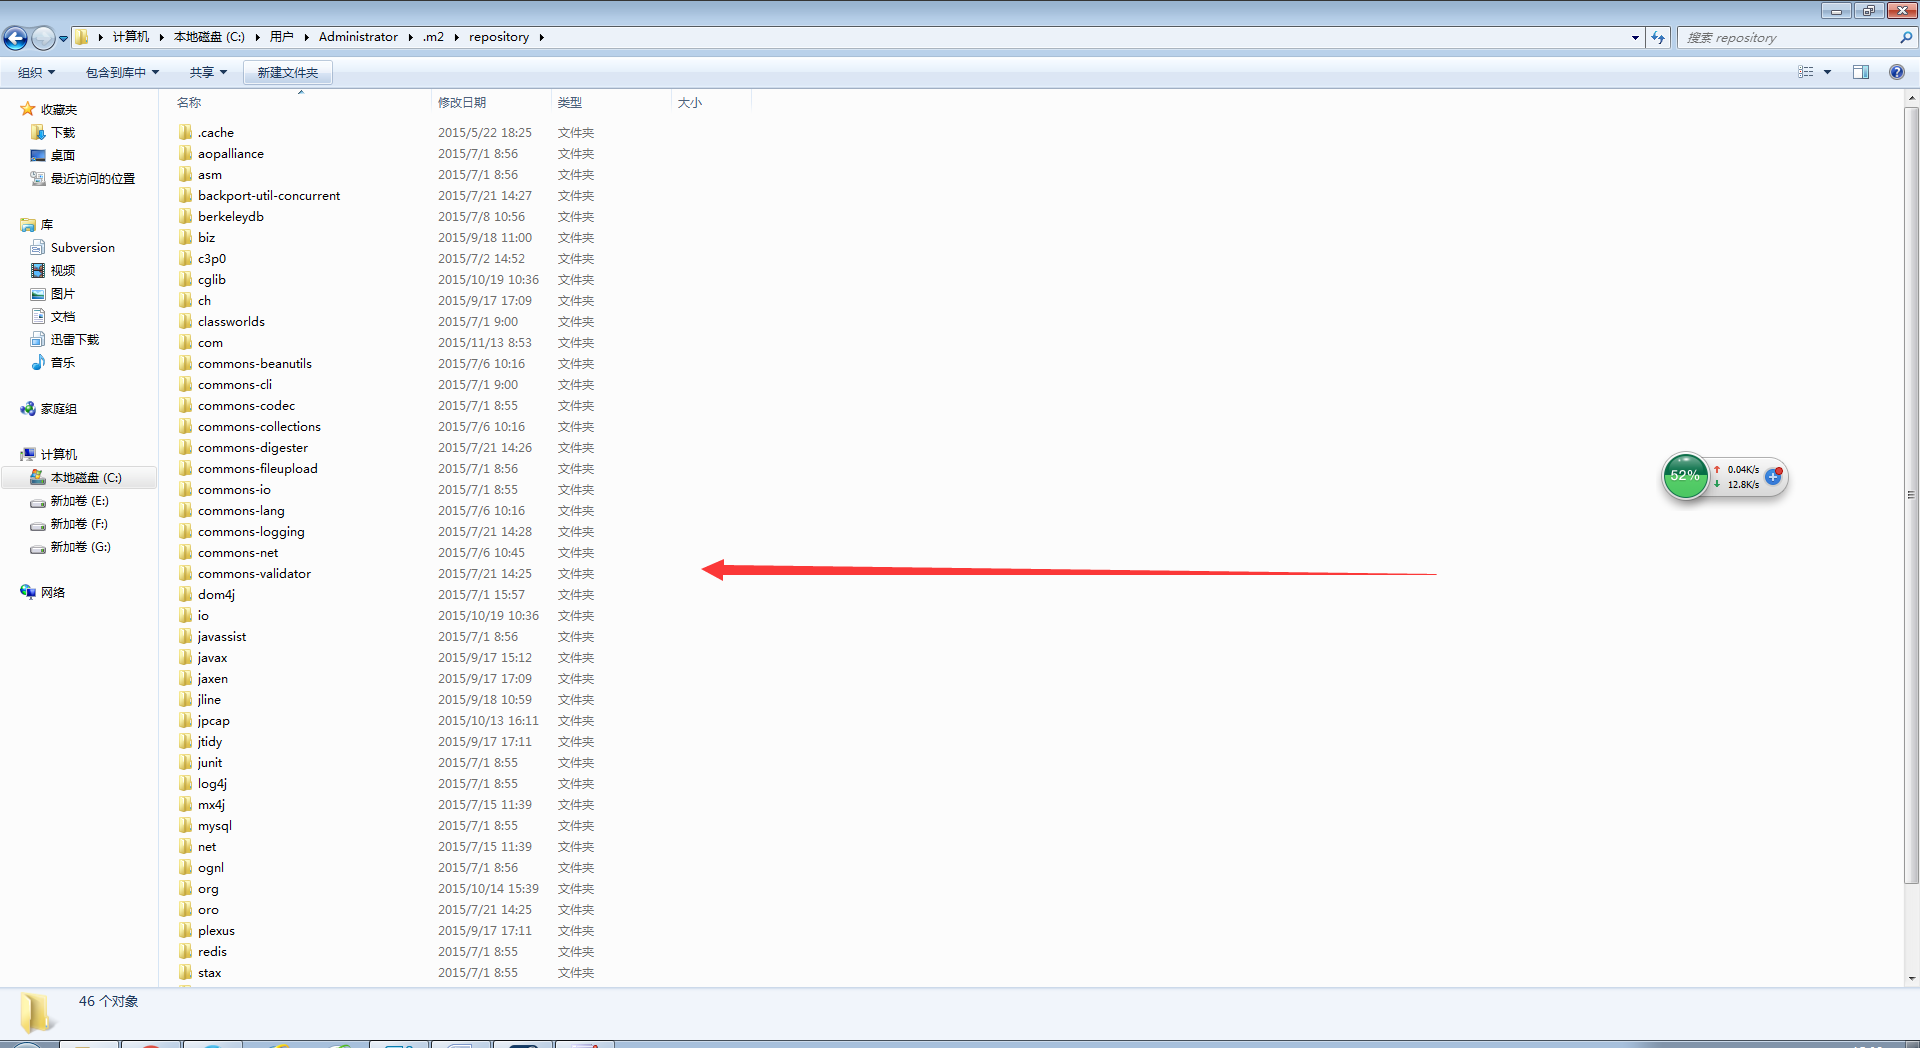 计算机 本地磁盘 (C:) 用户 Administrator .m2 repository
搜索 repository
组织 包含到库中 共享 新建文件夹
收藏夹
下载
桌面
最近访问的位置
库
Subversion
视频
图片
文档
迅雷下载
音乐
家庭组
计算机
本地磁盘 (C:)
新加卷 (E:)
新加卷 (F:)
新加卷 (G:)
网络
名称 修改日期 类型 大小
.cache 2015/5/22 18:25 文件夹
aopalliance 2015/7/1 8:56 文件夹
asm 2015/7/1 8:56 文件夹
backport-util-concurrent 2015/7/21 14:27 文件夹
berkeleydb 2015/7/8 10:56 文件夹
biz 2015/9/18 11:00 文件夹
c3p0 2015/7/2 14:52 文件夹
cglib 2015/10/19 10:36 文件夹
ch 2015/9/17 17:09 文件夹
classworlds 2015/7/1 9:00 文件夹
com 2015/11/13 8:53 文件夹
commons-beanutils 2015/7/6 10:16 文件夹
commons-cli 2015/7/1 9:00 文件夹
commons-codec 2015/7/1 8:55 文件夹
commons-collections 2015/7/6 10:16 文件夹
commons-digester 2015/7/21 14:26 文件夹
commons-fileupload 2015/7/1 8:56 文件夹
commons-io 2015/7/1 8:55 文件夹
commons-lang 2015/7/6 10:16 文件夹
commons-logging 2015/7/21 14:28 文件夹
commons-net 2015/7/6 10:45 文件夹
commons-validator 2015/7/21 14:25 文件夹
dom4j 2015/7/1 15:57 文件夹
io 2015/10/19 10:36 文件夹
javassist 2015/7/1 8:56 文件夹
javax 2015/9/17 15:12 文件夹
jaxen 2015/9/17 17:09 文件夹
jline 2015/9/18 10:59 文件夹
jpcap 2015/10/13 16:11 文件夹
jtidy 2015/9/17 17:11 文件夹
junit 2015/7/1 8:55 文件夹
log4j 2015/7/1 8:55 文件夹
mx4j 2015/7/15 11:39 文件夹
mysql 2015/7/1 8:55 文件夹
net 2015/7/15 11:39 文件夹
ognl 2015/7/1 8:56 文件夹
org 2015/10/14 15:39 文件夹
oro 2015/7/21 14:25 文件夹
plexus 2015/9/17 17:11 文件夹
redis 2015/7/1 8:55 文件夹
stax 2015/7/1 8:55 文件夹
52% 0.04K/s
12.8K/s
46 个对象